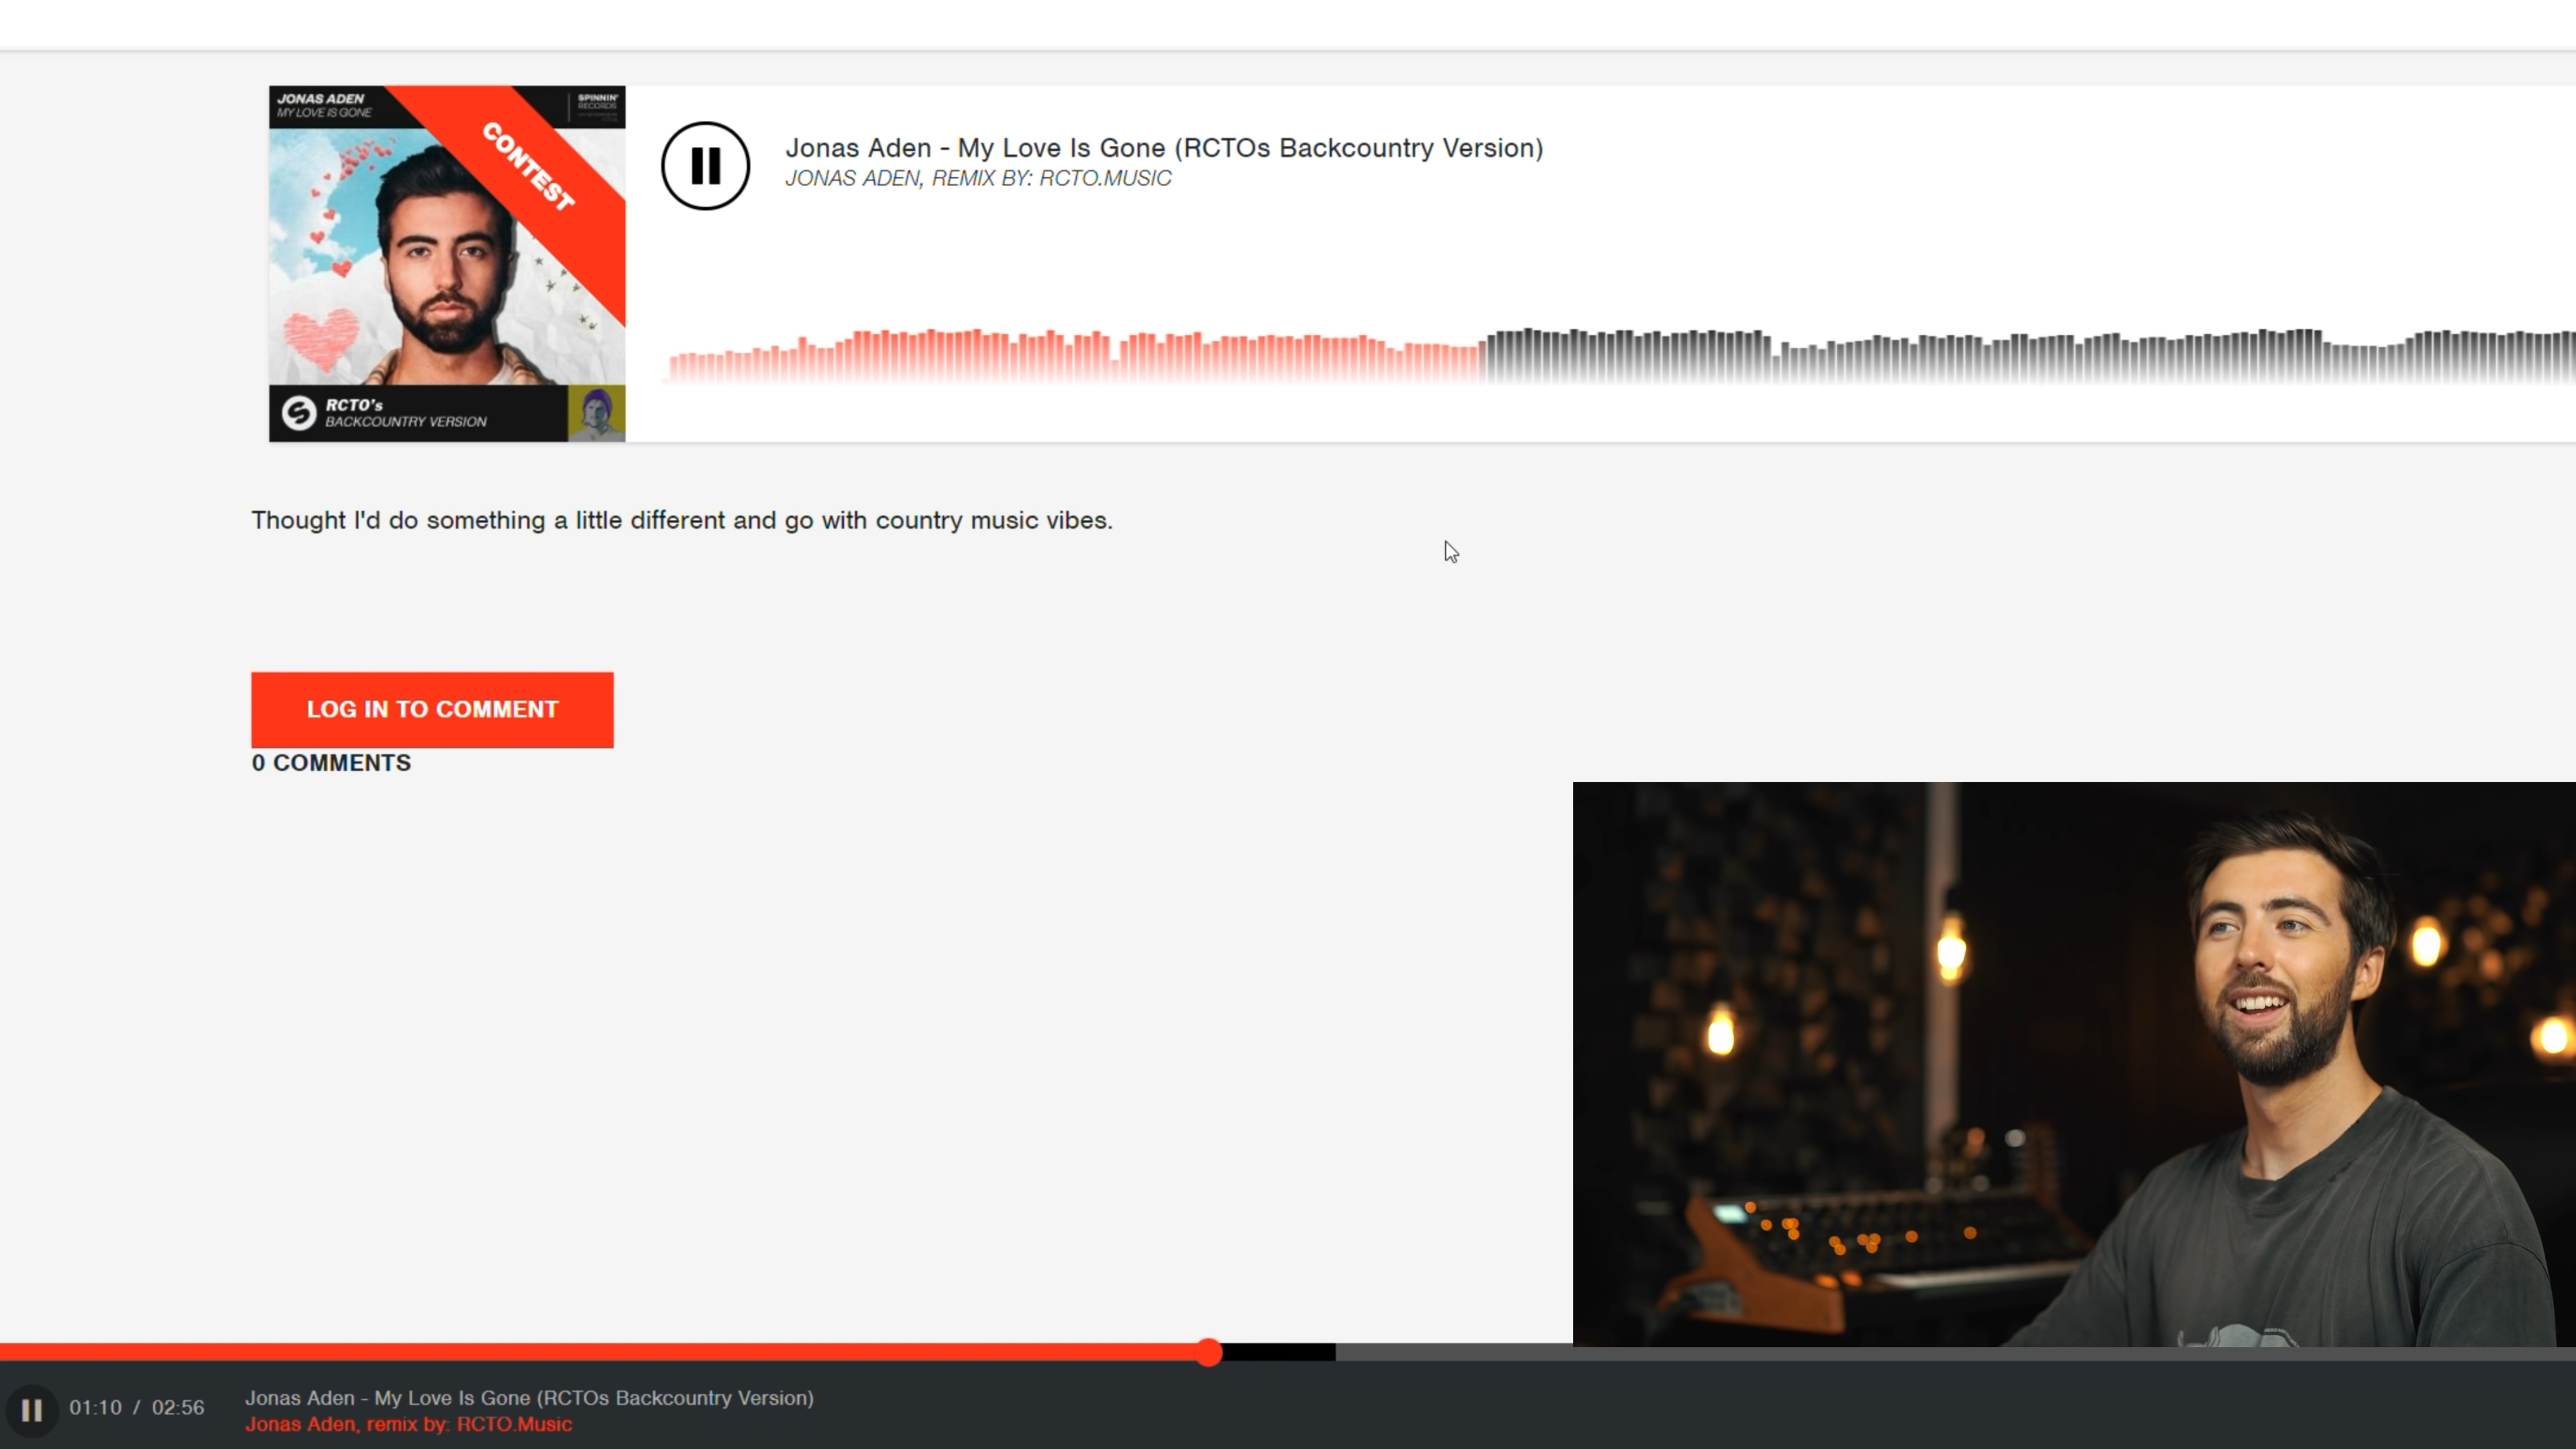 JONAS ADEN
MY LOVE IS GONE
SPINNIN'
RECORDS
CONTEST
RCTO's
BACKCOUNTRY VERSION
Jonas Aden - My Love Is Gone (RCTOs Backcountry Version)
JONAS ADEN, REMIX BY: RCTO.MUSIC
Thought I'd do something a little different and go with country music vibes.
LOG IN TO COMMENT
0 COMMENTS
01:10 / 02:56
Jonas Aden - My Love Is Gone (RCTOs Backcountry Version)
Jonas Aden, remix by: RCTO.Music